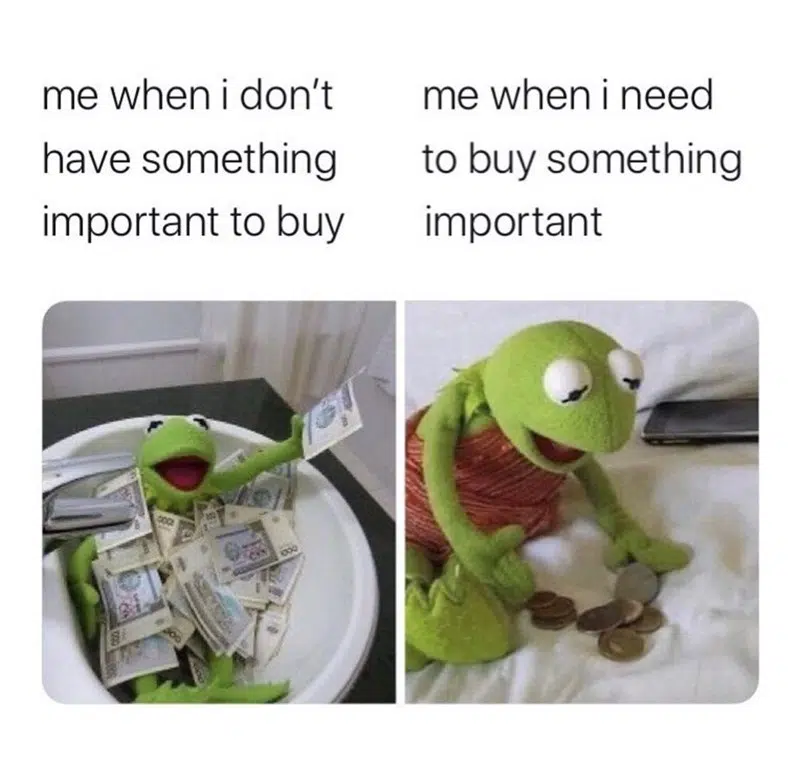 me when i don't
have something
important to buy
me when i need
to buy something
important